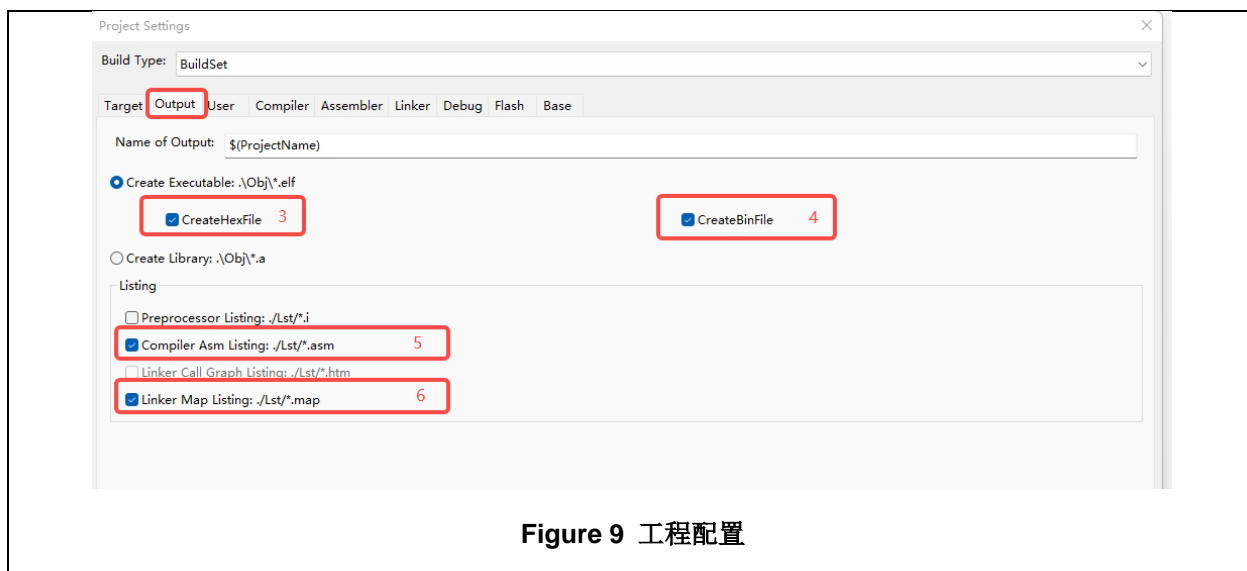 Project Settings
Build Type: BuildSet
Target Output User Compiler Assembler Linker Debug Flash Base
Name of Output: $(ProjectName)
Create Executable: .\Obj\*.elf
CreateHexFile 3 CreateBinFile 4
Create Library: .\Obj\*.a
Listing
Preprocessor Listing: ./Lst/*.i
Compiler Asm Listing: ./Lst/*.asm 5
Linker Call Graph Listing: ./Lst/*.htm
Linker Map Listing: ./Lst/*.map 6
Figure 9 工程配置